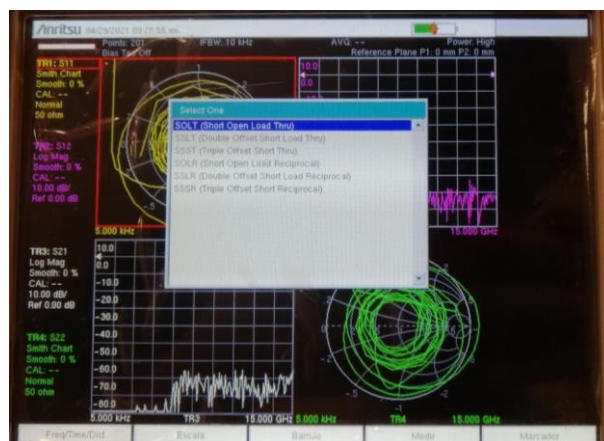 Anritsu 04/29/2021 09:27:56 am
Points: 201 IFBW: 10 kHz AVG: -- Power: High
Bias Tee Off Reference Plane P1: 0 mm P2: 0 mm
TR1: S11
Smith Chart
Smooth: 0 %
CAL: --
Normal
50 ohm
TR2: S12
Log Mag
Smooth: 0 %
CAL: --
10.00 dB/
Ref 0.00 dB
10.0
0.0
Select One
SOLT (Short Open Load Thru)
SSLT (Double Offset Short Load Thru)
SSST (Triple Offset Short Thru)
SOLR (Short Open Load Reciprocal)
SSLR (Double Offset Short Load Reciprocal)
SSSR (Triple Offset Short Reciprocal)
5.000 kHz
15.000 GHz
TR3: S21
Log Mag
Smooth: 0 %
CAL: --
10.00 dB/
Ref 0.00 dB
10.0
0.0
-10.0
-20.0
-30.0
-40.0
-50.0
-60.0
-70.0
-80.0
TR4: S22
Smith Chart
Smooth: 0 %
CAL: --
Normal
50 ohm
5.000 kHz TR3 15.000 GHz 5.000 kHz TR4 15.000 GHz
Freq/Time/Dist Escala Barrido Medir Marcador